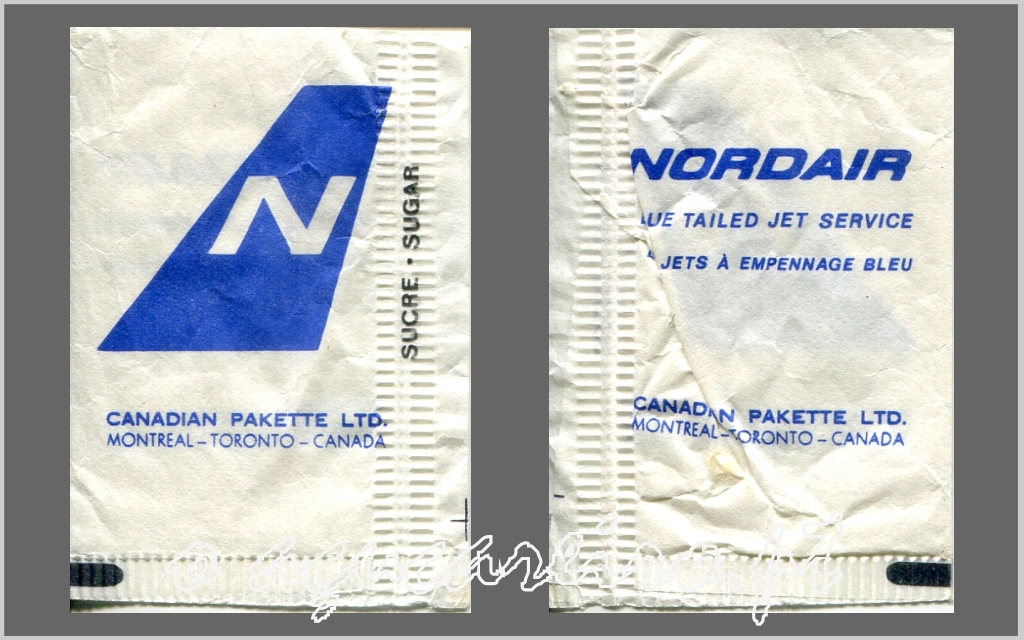 N
SUCRE · SUGAR
CANADIAN PAKETTE LTD.
MONTREAL – TORONTO – CANADA
NORDAIR
TAILED JET SERVICE
JETS À EMPENNAGE BLEU
PAKETTE LTD.
MONTREAL – TORONTO – CANADA